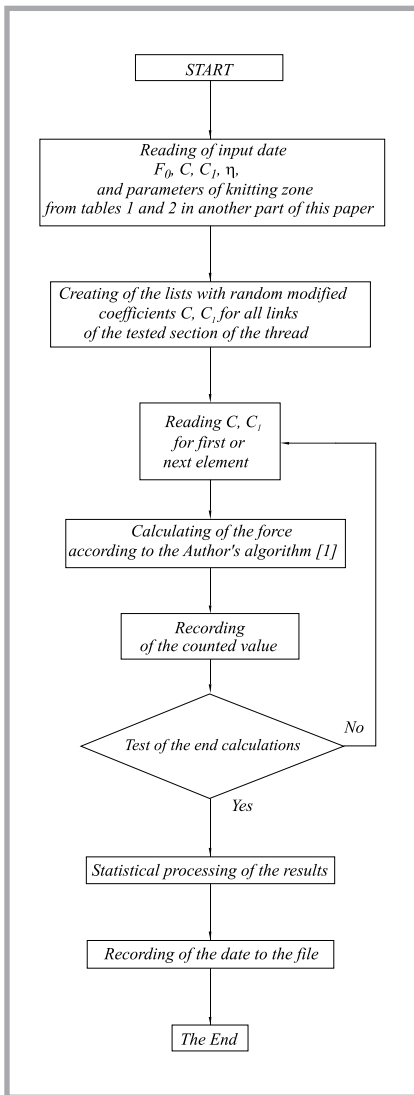 START
Reading of input date
F₀, C, C₁, η,
and parameters of knitting zone
from tables 1 and 2 in another part of this paper
Creating of the lists with random modified
coefficients C, C₁ for all links
of the tested section of the thread
Reading C, C₁
for first or
next element
Calculating of the force
according to the Author's algorithm [1]
Recording
of the counted value
Test of the end calculations
No
Yes
Statistical processing of the results
Recording of the date to the file
The End